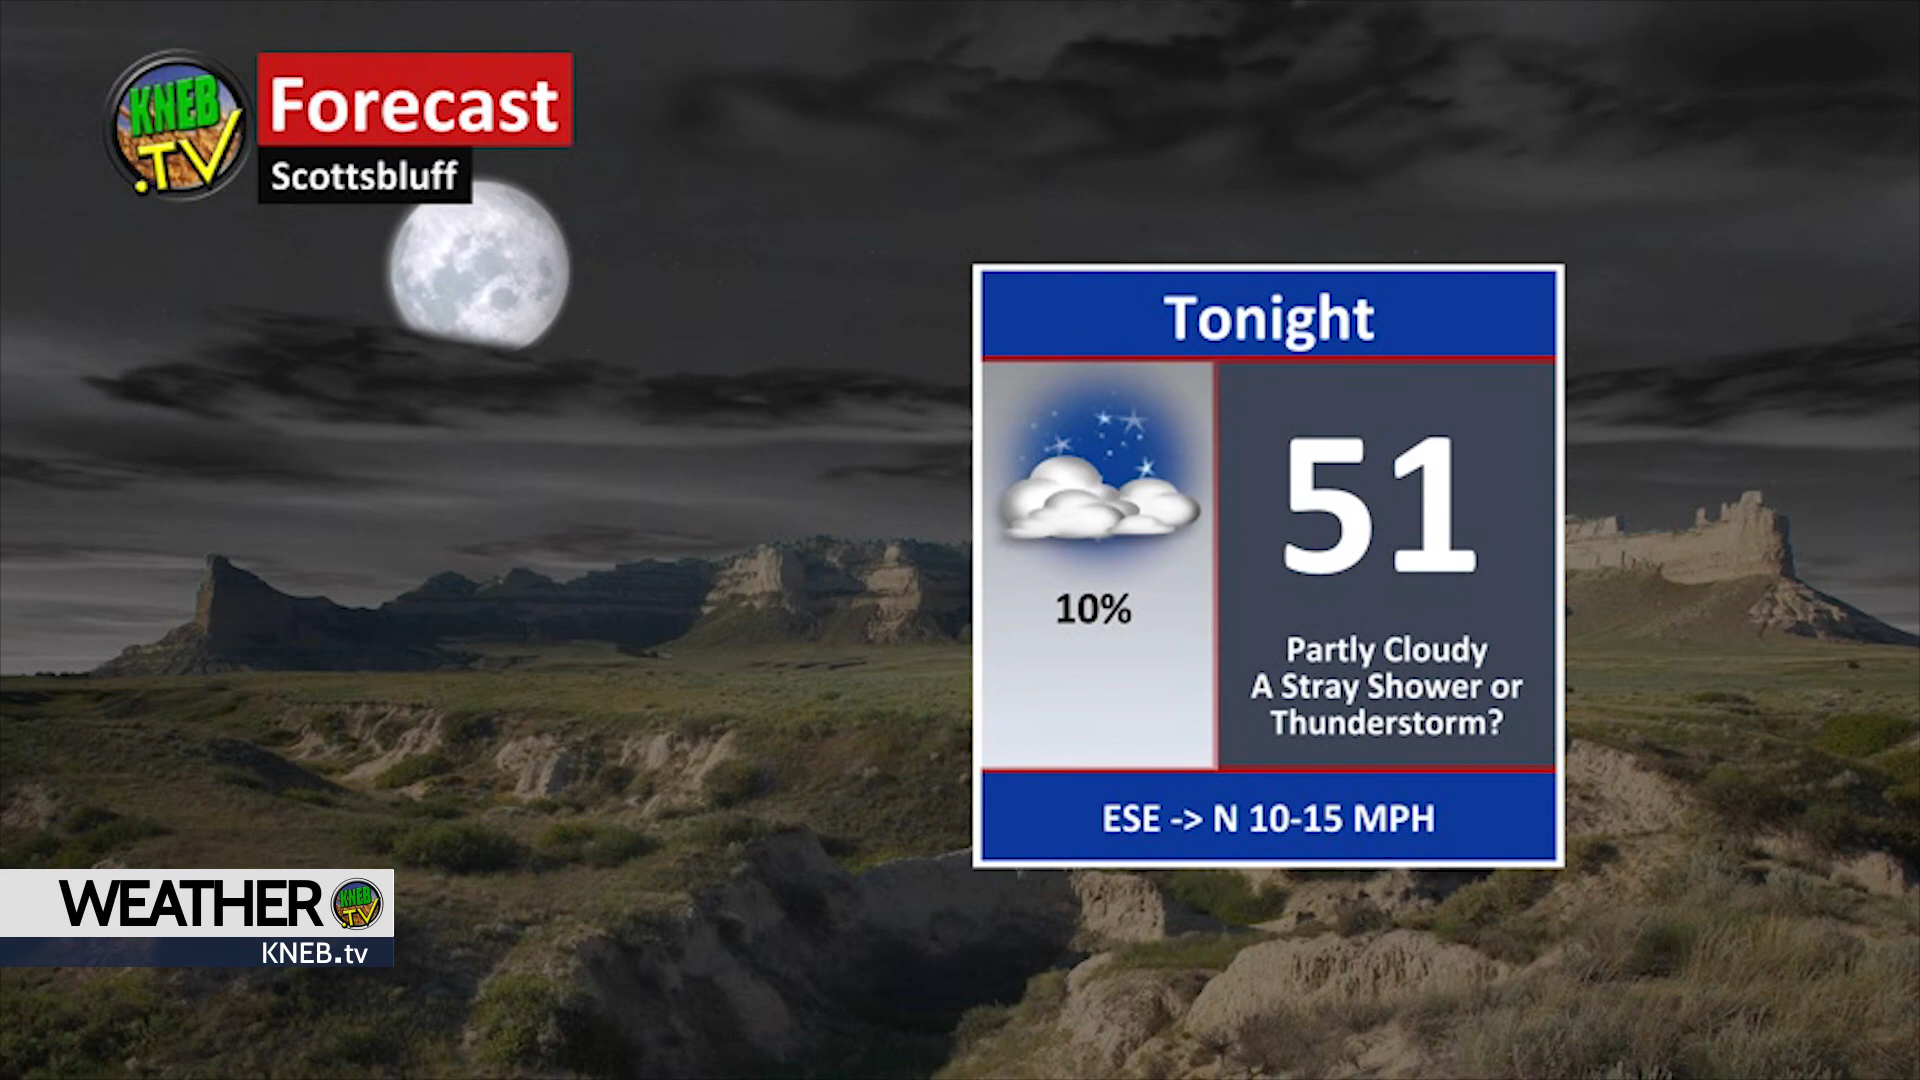 KNEB
.TV
Forecast
Scottsbluff
Tonight
10%
51
Partly Cloudy
A Stray Shower or
Thunderstorm?
ESE -> N 10-15 MPH
WEATHER
KNEB
.TV
KNEB.tv